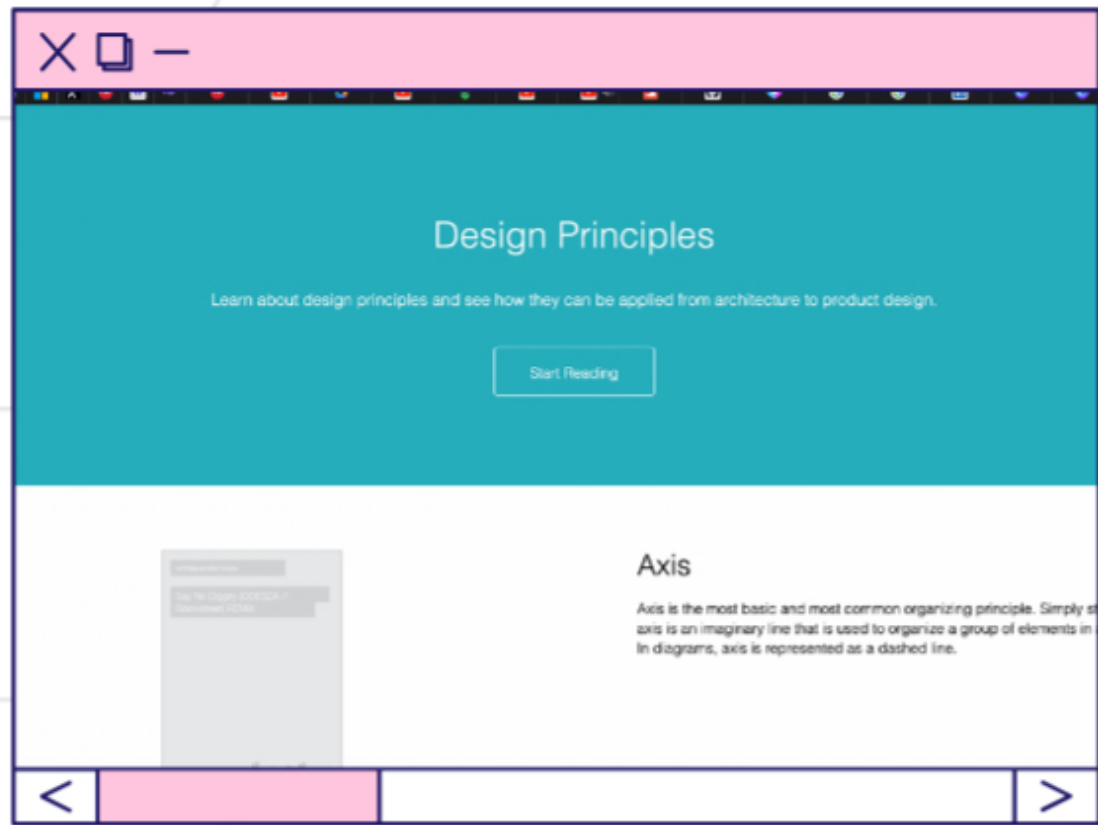 Design Principles
Learn about design principles and see how they can be applied from architecture to product design.
Start Reading
Axis
Axis is the most basic and most common organizing principle. Simply st
axis is an imaginary line that is used to organize a group of elements in
In diagrams, axis is represented as a dashed line.